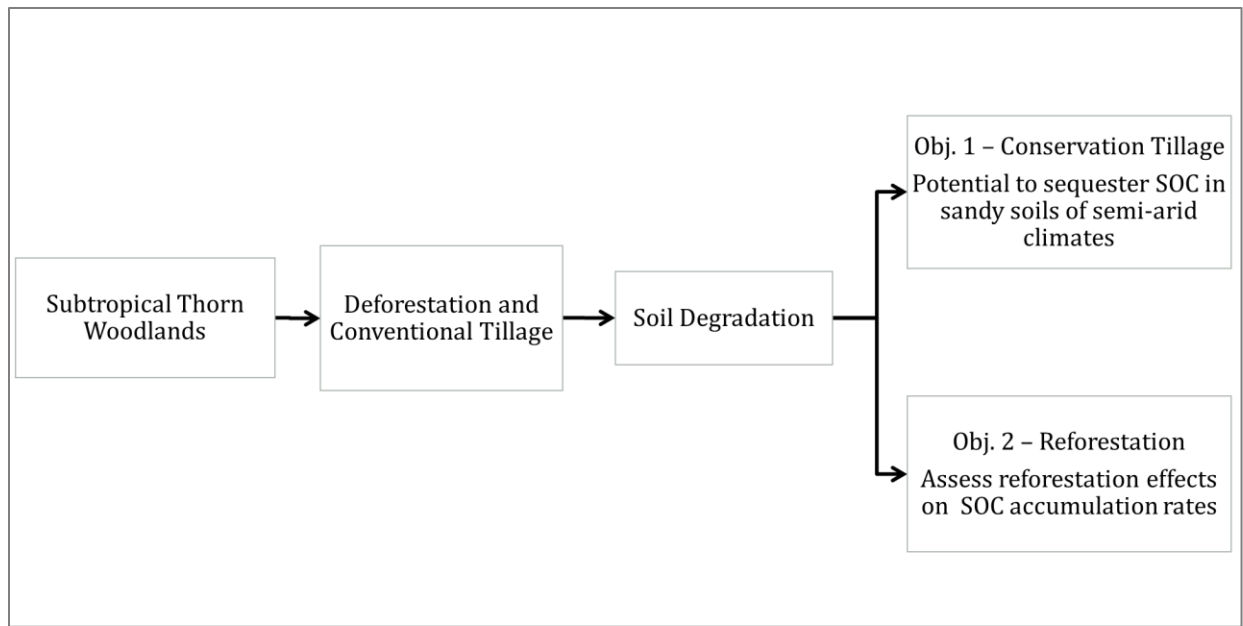 Subtropical Thorn
Woodlands
Deforestation and
Conventional Tillage
Soil Degradation
Obj. 1 – Conservation Tillage
Potential to sequester SOC in
sandy soils of semi-arid
climates
Obj. 2 – Reforestation
Assess reforestation effects
on  SOC accumulation rates